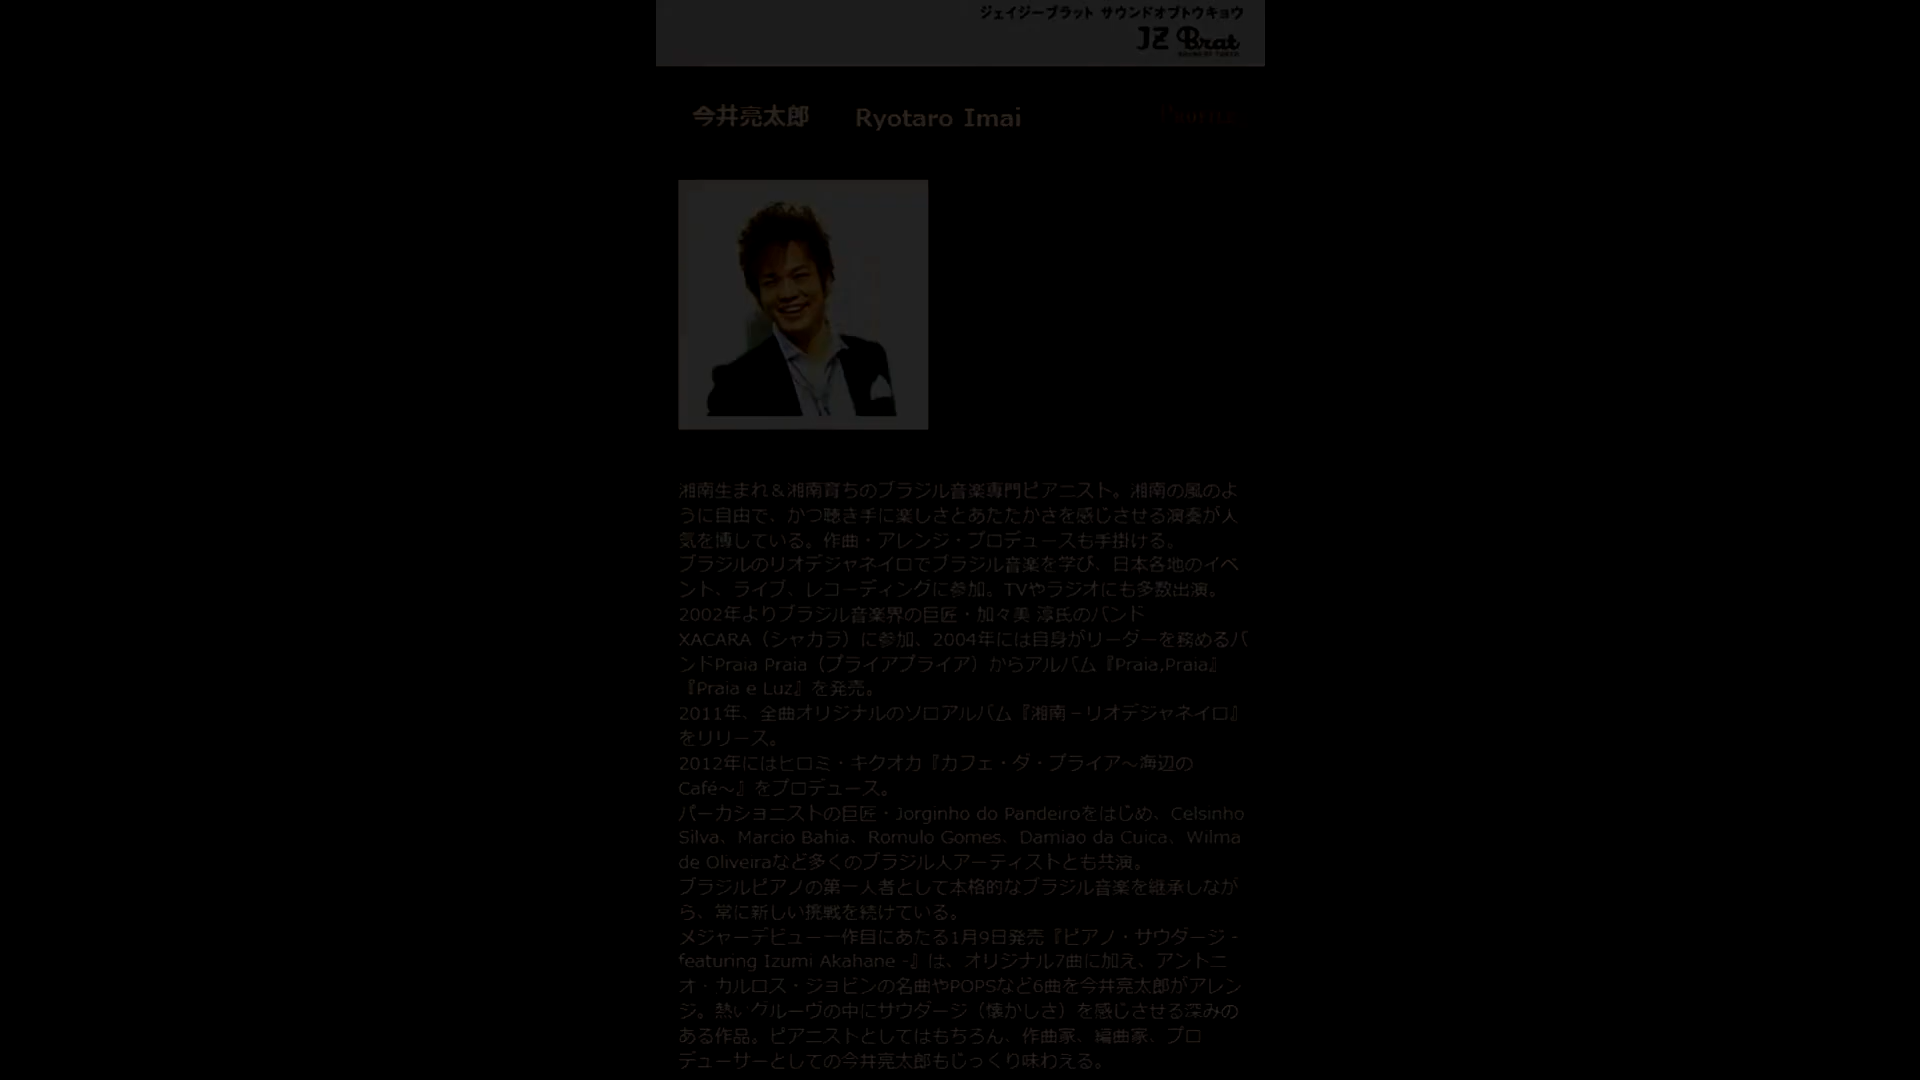 ジェイジーブラット サウンドオブトウキョウ
JZ Brat
今井亮太郎 Ryotaro Imai
湘南生まれ＆湘南育ちのブラジル音楽専門ピアニスト。湘南の風のよ
うに自由で、かつ聴き手に楽しさとあたたかさを感じさせる演奏が人
気を博している。作曲・アレンジ・プロデュースも手掛ける。
ブラジルのリオデジャネイロでブラジル音楽を学び、日本各地のイベ
ント、ライブ、レコーディングに参加。TVやラジオにも多数出演。
2002年よりブラジル音楽界の巨匠・加々美 淳氏のバンド
XACARA（シャカラ）に参加、2004年には自身がリーダーを務めるバ
ンドPraia Praia（プライアプライア）からアルバム『Praia,Praia』
『Praia e Luz』を発売。
2011年、全曲オリジナルのソロアルバム『湘南－リオデジャネイロ』
をリリース。
2012年にはヒロミ・キクオカ『カフェ・ダ・プライア～海辺の
Café～』をプロデュース。
パーカショニストの巨匠・Jorginho do Pandeiroをはじめ、Celsinho
Silva、Marcio Bahia、Romulo Gomes、Damiao da Cuica、Wilma
de Oliveiraなど多くのブラジル人アーティストとも共演。
ブラジルピアノの第一人者として本格的なブラジル音楽を継承しなが
ら、常に新しい挑戦を続けている。
メジャーデビュー一作目にあたる1月9日発売『ピアノ・サウダージ -
featuring Izumi Akahane -』は、オリジナル7曲に加え、アントニ
オ・カルロス・ジョビンの名曲やPOPSなど6曲を今井亮太郎がアレン
ジ。熱いグルーヴの中にサウダージ（懐かしさ）を感じさせる深みの
ある作品。ピアニストとしてはもちろん、作曲家、編曲家、プロ
デューサーとしての今井亮太郎もじっくり味わえる。